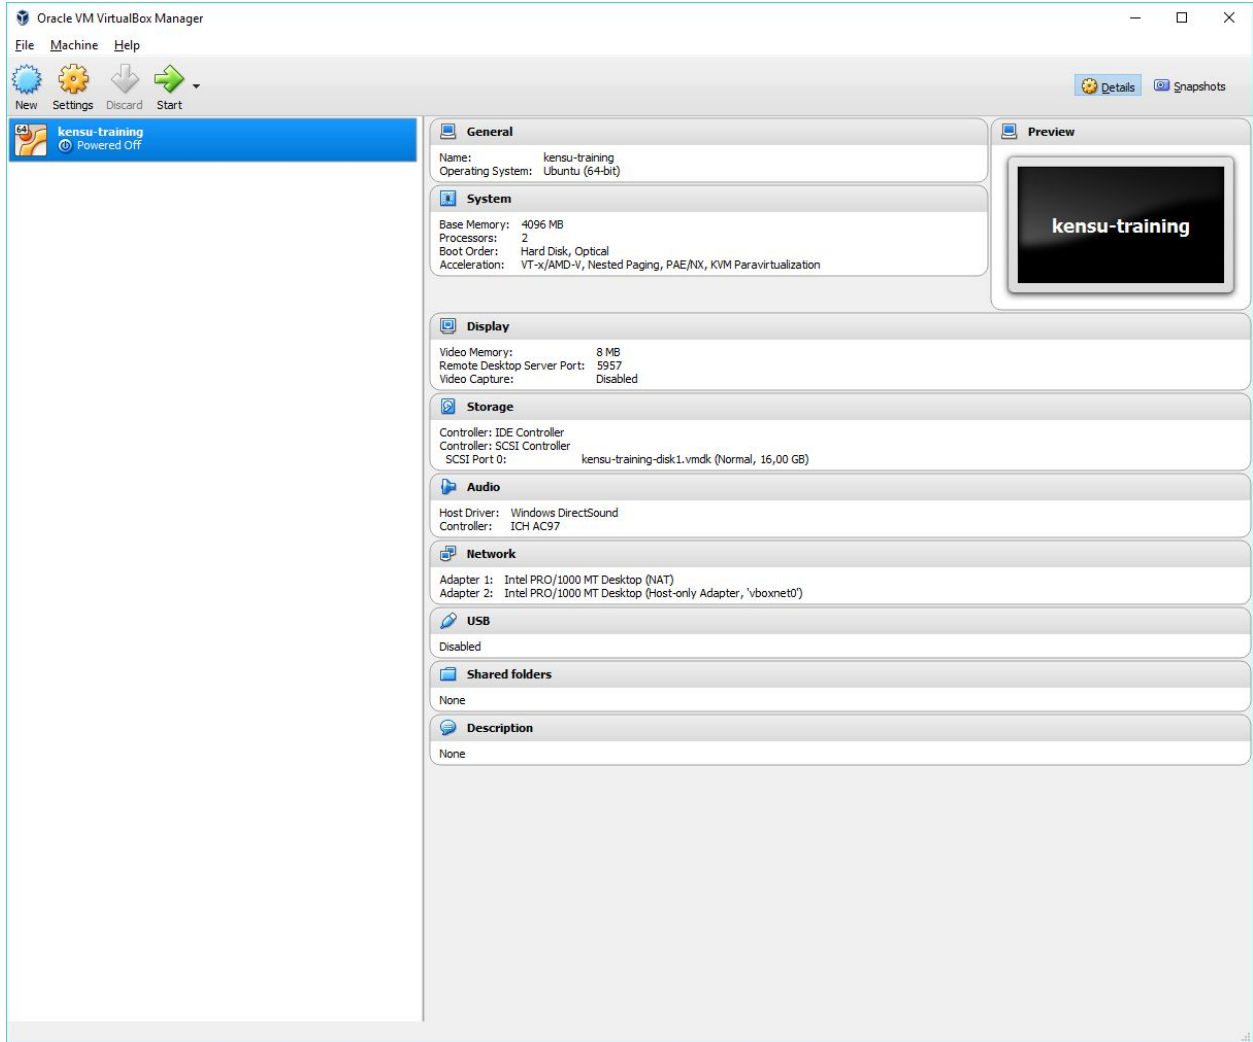 Oracle VM VirtualBox Manager
File Machine Help
New Settings Discard Start
Details Snapshots
64
kensu-training
Powered Off
General
Name: kensu-training
Operating System: Ubuntu (64-bit)
System
Base Memory: 4096 MB
Processors: 2
Boot Order: Hard Disk, Optical
Acceleration: VT-x/AMD-V, Nested Paging, PAE/NX, KVM Paravirtualization
Preview
kensu-training
Display
Video Memory: 8 MB
Remote Desktop Server Port: 5957
Video Capture: Disabled
Storage
Controller: IDE Controller
Controller: SCSI Controller
SCSI Port 0: kensu-training-disk1.vmdk (Normal, 16,00 GB)
Audio
Host Driver: Windows DirectSound
Controller: ICH AC97
Network
Adapter 1: Intel PRO/1000 MT Desktop (NAT)
Adapter 2: Intel PRO/1000 MT Desktop (Host-only Adapter, 'vboxnet0')
USB
Disabled
Shared folders
None
Description
None